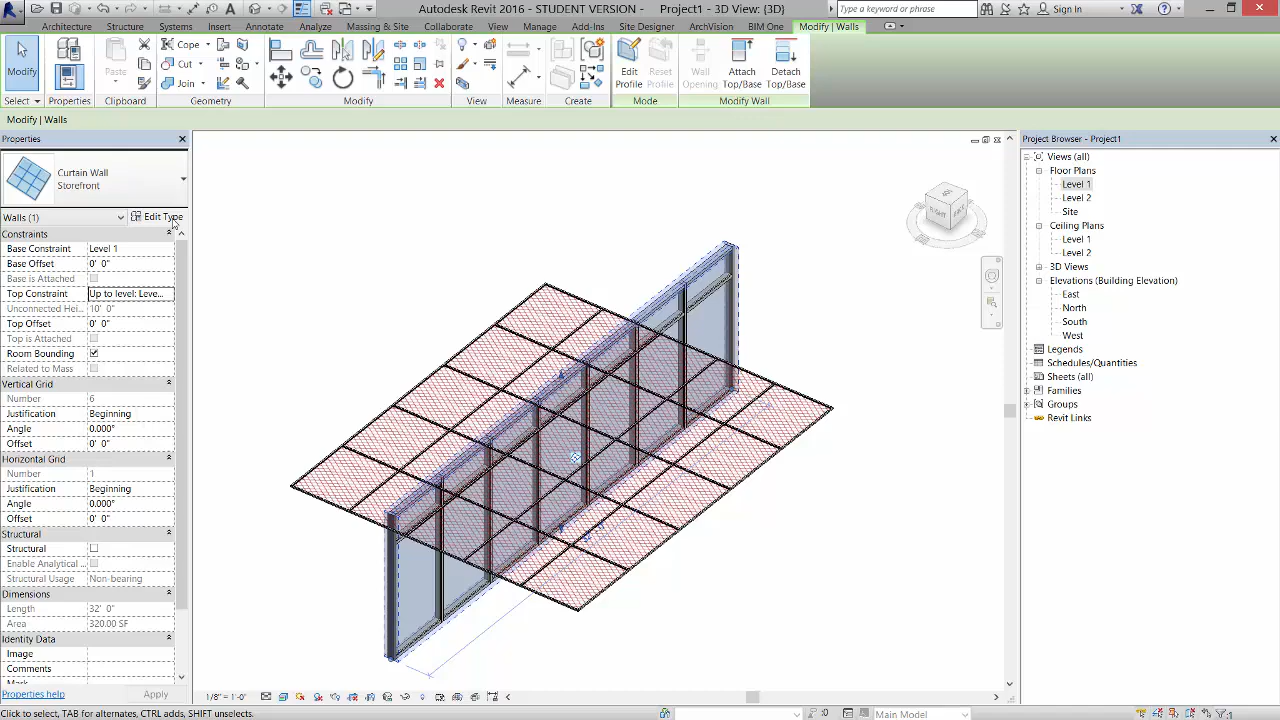 Autodesk Revit 2016 - STUDENT VERSION - Project1 - 3D View: {3D}
Type a keyword or phrase
Sign In
Architecture Structure Systems Insert Annotate Analyze Massing & Site Collaborate View Manage Add-Ins Site Designer ArchVision BIM One Modify | Walls
Modify
Paste
Cope
Cut
Join
Edit Profile
Reset Profile
Wall Opening
Attach Top/Base
Detach Top/Base
Select Properties Clipboard Geometry Modify View Measure Create Mode Modify Wall
Modify | Walls
Properties
Curtain Wall
Storefront
Walls (1)
Edit Type
Constraints
Base Constraint Level 1
Base Offset 0' 0"
Base is Attached
Top Constraint Up to level: Leve...
Unconnected Hei... 10' 0"
Top Offset 0' 0"
Top is Attached
Room Bounding
Related to Mass
Vertical Grid
Number 6
Justification Beginning
Angle 0.000°
Offset 0' 0"
Horizontal Grid
Number 1
Justification Beginning
Angle 0.000°
Offset 0' 0"
Structural
Structural
Enable Analytical ...
Structural Usage Non-bearing
Dimensions
Length 32' 0"
Area 320.00 SF
Identity Data
Image
Comments
Mark
Properties help
Apply
RIGHT
Project Browser - Project1
Views (all)
Floor Plans
Level 1
Level 2
Site
Ceiling Plans
Level 1
Level 2
3D Views
Elevations (Building Elevation)
East
North
South
West
Legends
Schedules/Quantities
Sheets (all)
Families
Groups
Revit Links
1/8" = 1'-0"
Click to select, TAB for alternates, CTRL adds, SHIFT unselects.
:0
Main Model
:1